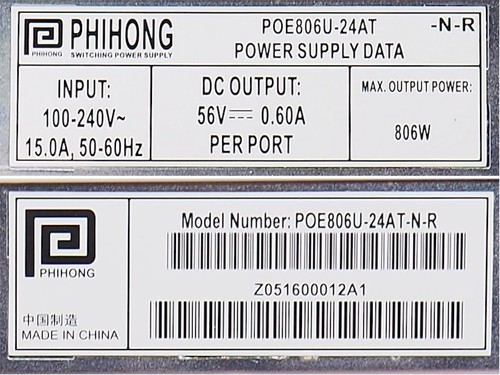 PHIHONG
PHIHONG SWITCHING POWER SUPPLY
POE806U-24AT -N-R
POWER SUPPLY DATA
INPUT:
100-240V~
15.0A, 50-60Hz
DC OUTPUT:
56V⎓0.60A
PER PORT
MAX. OUTPUT POWER:
806W
PHIHONG
中国制造
MADE IN CHINA
Model Number: POE806U-24AT-N-R
Z051600012A1